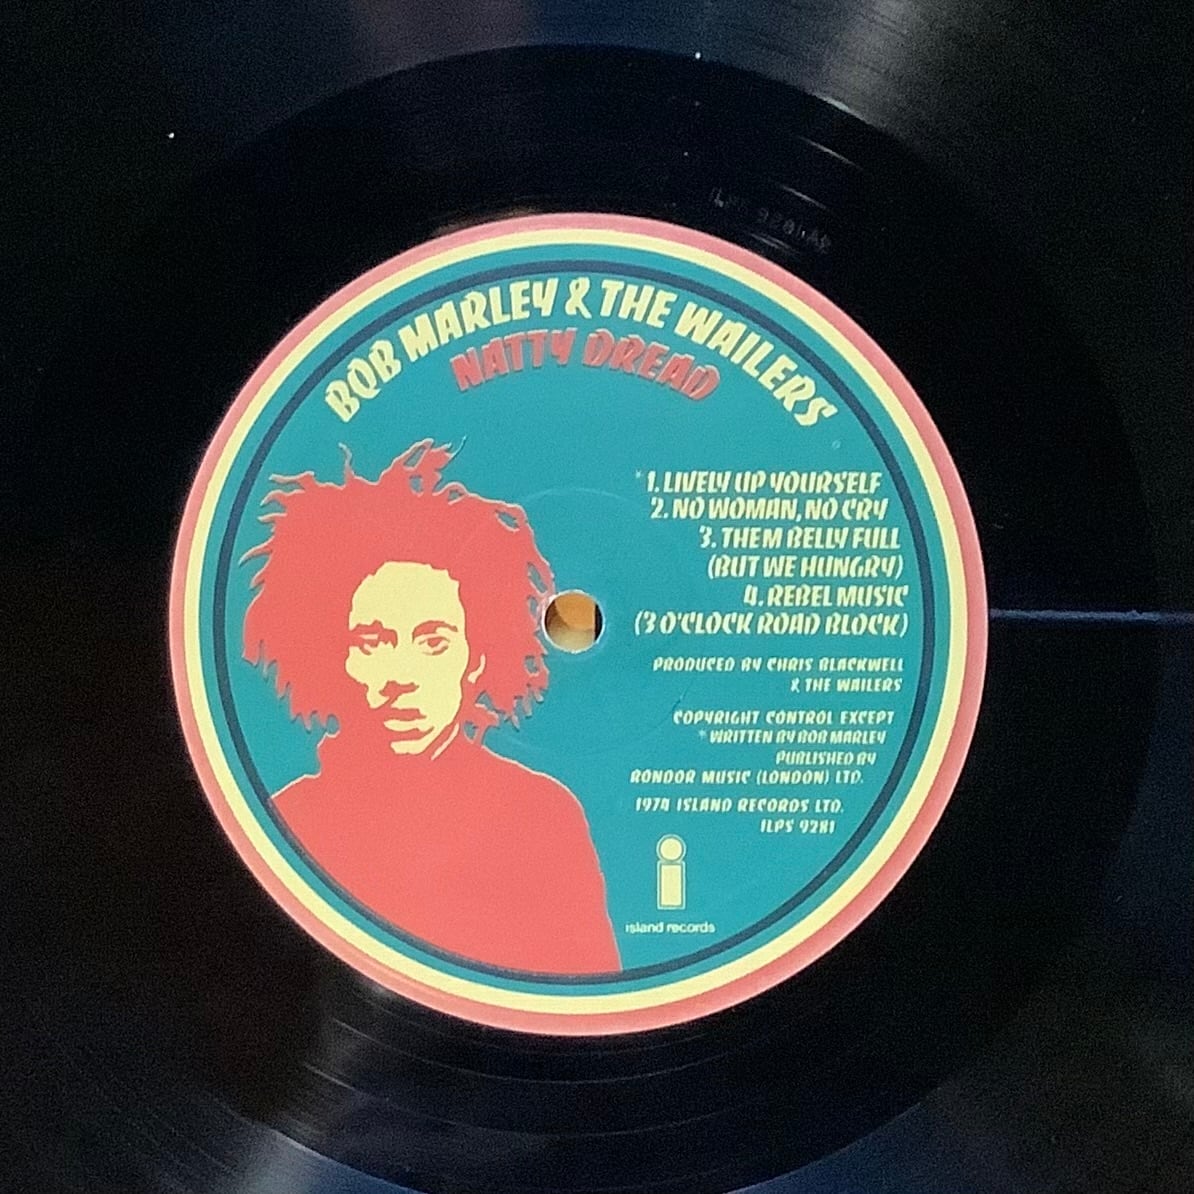 ILPS 9281
BOB MARLEY & THE WAILERS
NATTY DREAD
*1. LIVELY UP YOURSELF
2. NO WOMAN, NO CRY
3. THEM BELLY FULL
(BUT WE HUNGRY)
4. REBEL MUSIC
(3 O'CLOCK ROAD BLOCK)
PRODUCED BY CHRIS BLACKWELL
& THE WAILERS
COPYRIGHT CONTROL EXCEPT
*WRITTEN BY BOB MARLEY
PUBLISHED BY
RONDOR MUSIC (LONDON) LTD.
1974 ISLAND RECORDS LTD.
ILPS 9281
i
island records